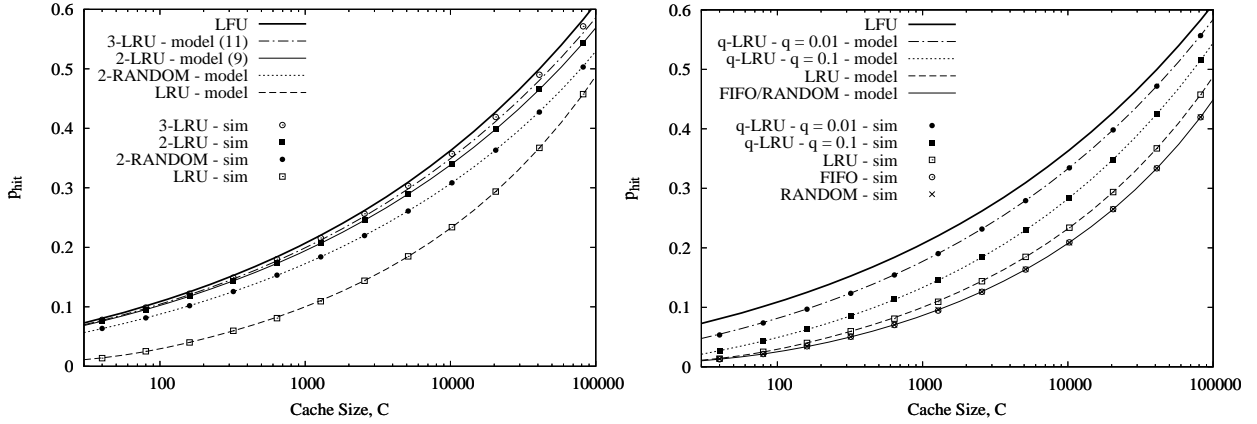 LFU
3-LRU - model (11)
2-LRU - model (9)
2-RANDOM - model
LRU - model
3-LRU - sim
2-LRU - sim
2-RANDOM - sim
LRU - sim
0
0.1
0.2
0.3
0.4
0.5
0.6
p_hit
100
1000
10000
100000
Cache Size, C
LFU
q-LRU - q = 0.01 - model
q-LRU - q = 0.1 - model
LRU - model
FIFO/RANDOM - model
q-LRU - q = 0.01 - sim
q-LRU - q = 0.1 - sim
LRU - sim
FIFO - sim
RANDOM - sim
0
0.1
0.2
0.3
0.4
0.5
0.6
p_hit
100
1000
10000
100000
Cache Size, C